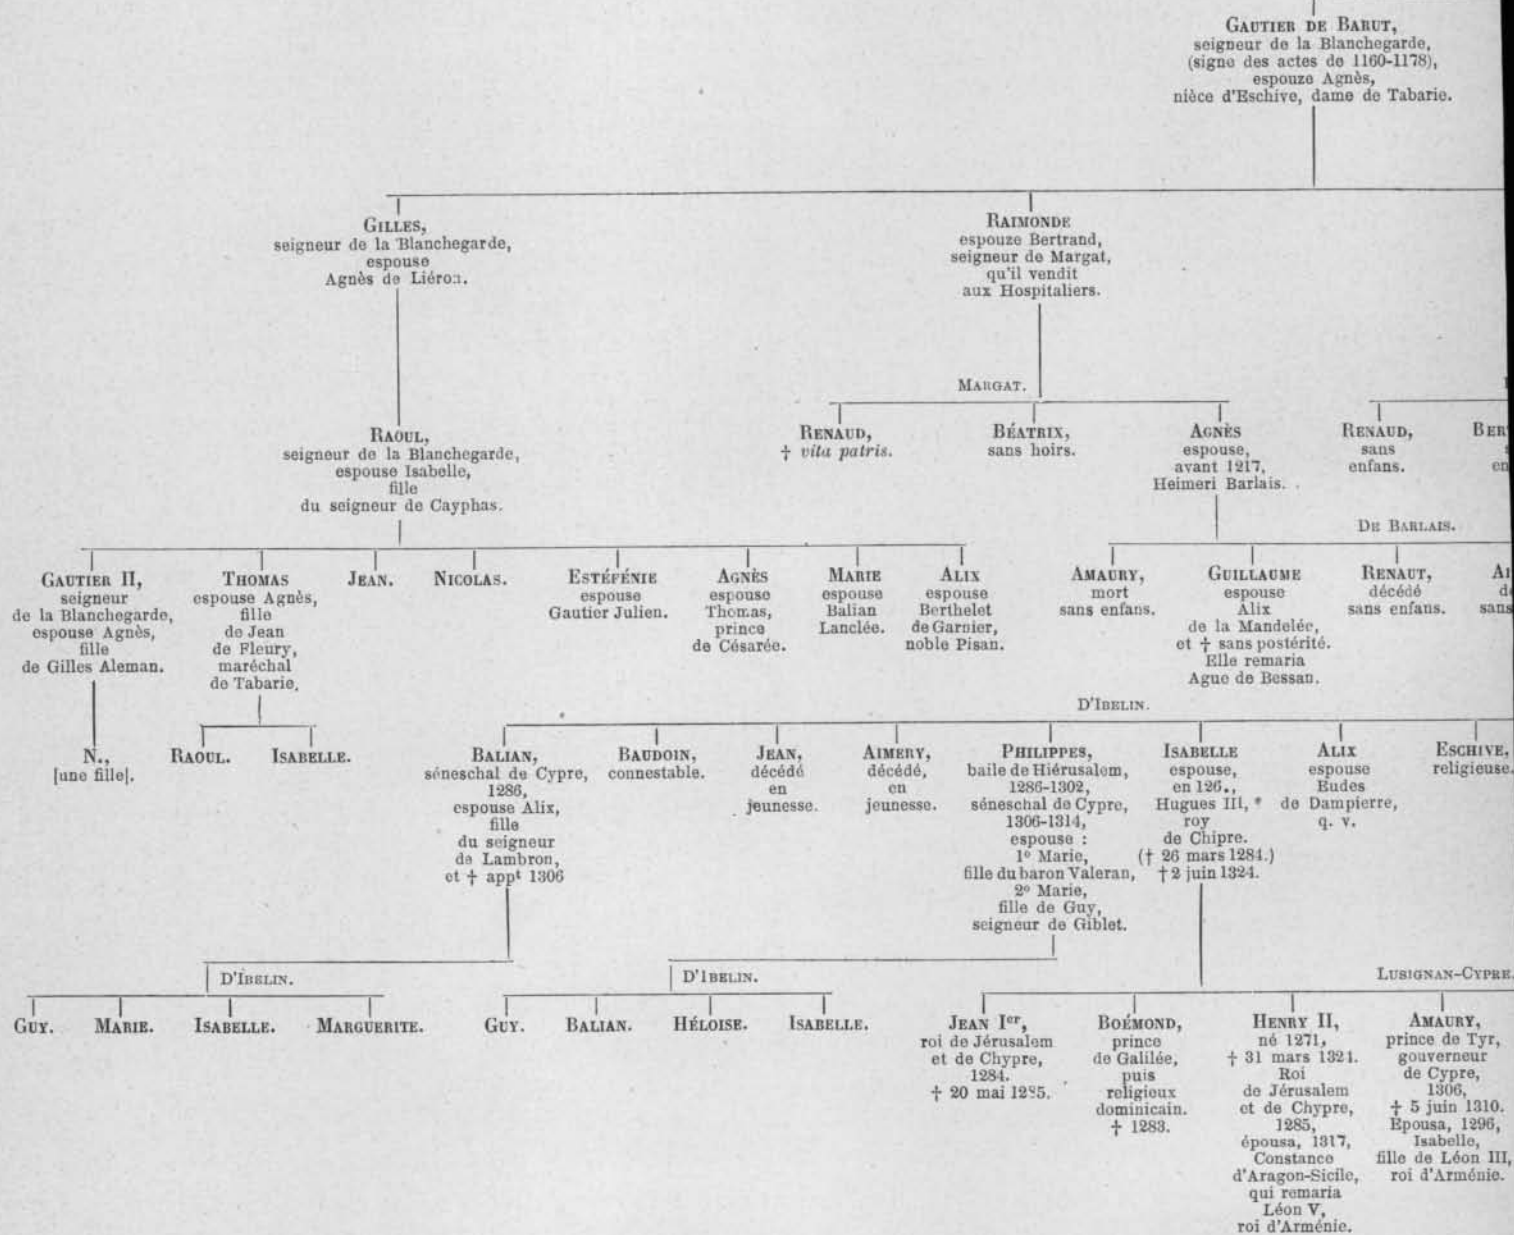 GAUTIER DE BARUT,
seigneur de la Blanchegarde,
(signe des actes de 1160-1178),
espouze Agnès,
nièce d'Eschive, dame de Tabarie.
GILLES,
seigneur de la Blanchegarde,
espouse
Agnès de Liéron.
RAIMONDE
espouze Bertrand,
seigneur de Margat,
qu'il vendit
aux Hospitaliers.
MARGAT.
RAOUL,
seigneur de la Blanchegarde,
espouse Isabelle,
fille
du seigneur de Cayphas.
RENAUD,
† vita patris.
BÉATRIX,
sans hoirs.
AGNÈS
espouse,
avant 1217,
Heimeri Barlais.
RENAUD,
sans
enfans.
BER
en
DE BARLAIS.
GAUTIER II,
seigneur
de la Blanchegarde,
espouse Agnès,
fille
de Gilles Aleman.
THOMAS
espouse Agnès,
fille
de Jean
de Fleury,
maréchal
de Tabarie,
JEAN.
NICOLAS.
ESTÉFÉNIE
espouse
Gautier Julien.
AGNÈS
espouse
Thomas,
prince
de Césarée.
MARIE
espouse
Balian
Lanclée.
ALIX
espouse
Berthelet
de Garnier,
noble Pisan.
AMAURY,
mort
sans enfans.
GUILLAUME
espouse
Alix
de la Mandelée,
et † sans postérité.
Elle remaria
Ague de Bessan.
RENAUT,
décédé
sans enfans.
sans
D'IBELIN.
N.,
[une fille].
RAOUL.
ISABELLE.
BALIAN,
séneschal de Cypre,
1286,
espouse Alix,
fille
du seigneur
de Lambron,
et † appt 1306
BAUDOIN,
connestable.
JEAN,
décédé
en
jeunesse.
AIMERY,
décédé,
en
jeunesse.
PHILIPPES,
baile de Hiérusalem,
1286-1302,
séneschal de Cypre,
1306-1314,
espouse :
1º Marie,
fille du baron Valeran,
2º Marie,
fille de Guy,
seigneur de Giblet.
ISABELLE
espouse,
en 126.,
Hugues III, *
roy
de Chipre.
(† 26 mars 1284.)
† 2 juin 1324.
ALIX
espouse
Eudes
de Dampierre,
q. v.
ESCHIVE,
religieuse.
D'IBELIN.
GUY.
MARIE.
ISABELLE.
MARGUERITE.
D'IBELIN.
GUY.
BALIAN.
HÉLOISE.
ISABELLE.
LUSIGNAN-CYPRE.
JEAN Ier,
roi de Jérusalem
et de Chypre,
1284.
† 20 mai 1285.
BOÉMOND,
prince
de Galilée,
puis
religieux
dominicain.
† 1283.
HENRY II,
né 1271,
† 31 mars 1324.
Roi
de Jérusalem
et de Chypre,
1285,
épousa, 1317,
Constance
d'Aragon-Sicile,
qui remaria
Léon V,
roi d'Arménie.
AMAURY,
prince de Tyr,
gouverneur
de Cypre,
1306,
† 5 juin 1310.
Epousa, 1296,
Isabelle,
fille de Léon III,
roi d'Arménie.